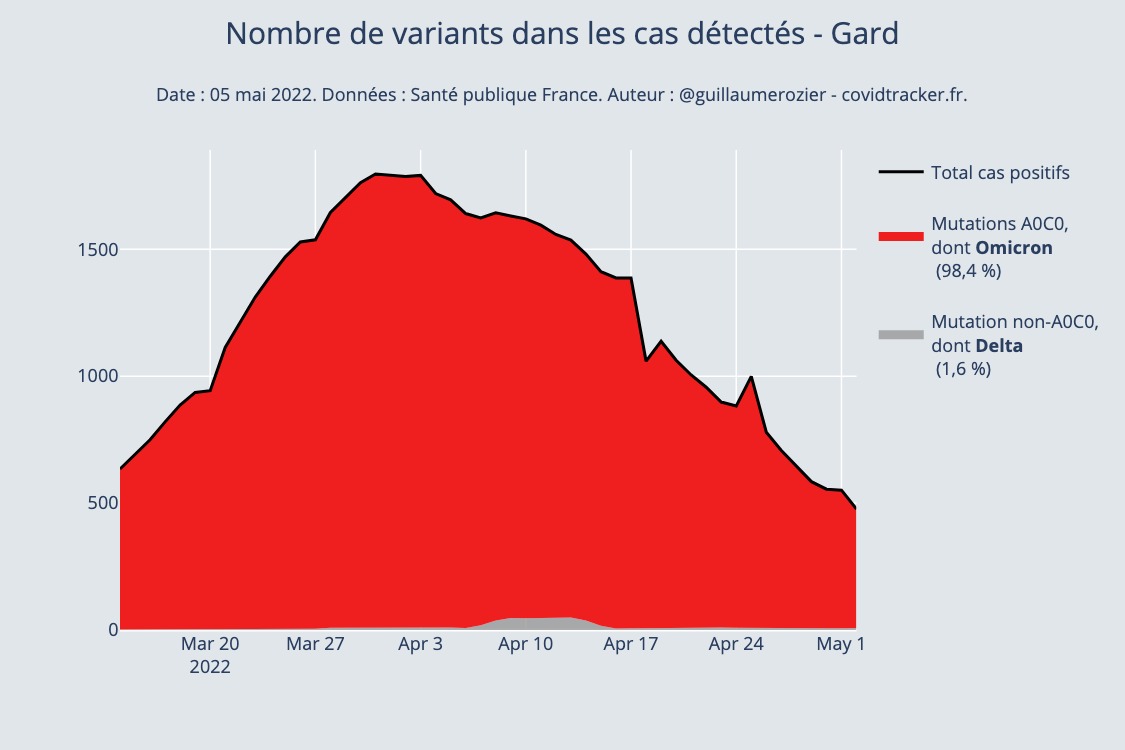 Nombre de variants dans les cas détectés - Gard
Date : 05 mai 2022. Données : Santé publique France. Auteur : @guillaumerozier - covidtracker.fr.
Total cas positifs
Mutations A0C0,
dont Omicron
(98,4 %)
Mutation non-A0C0,
dont Delta
(1,6 %)
1500
1000
500
0
Mar 20
2022
Mar 27
Apr 3
Apr 10
Apr 17
Apr 24
May 1